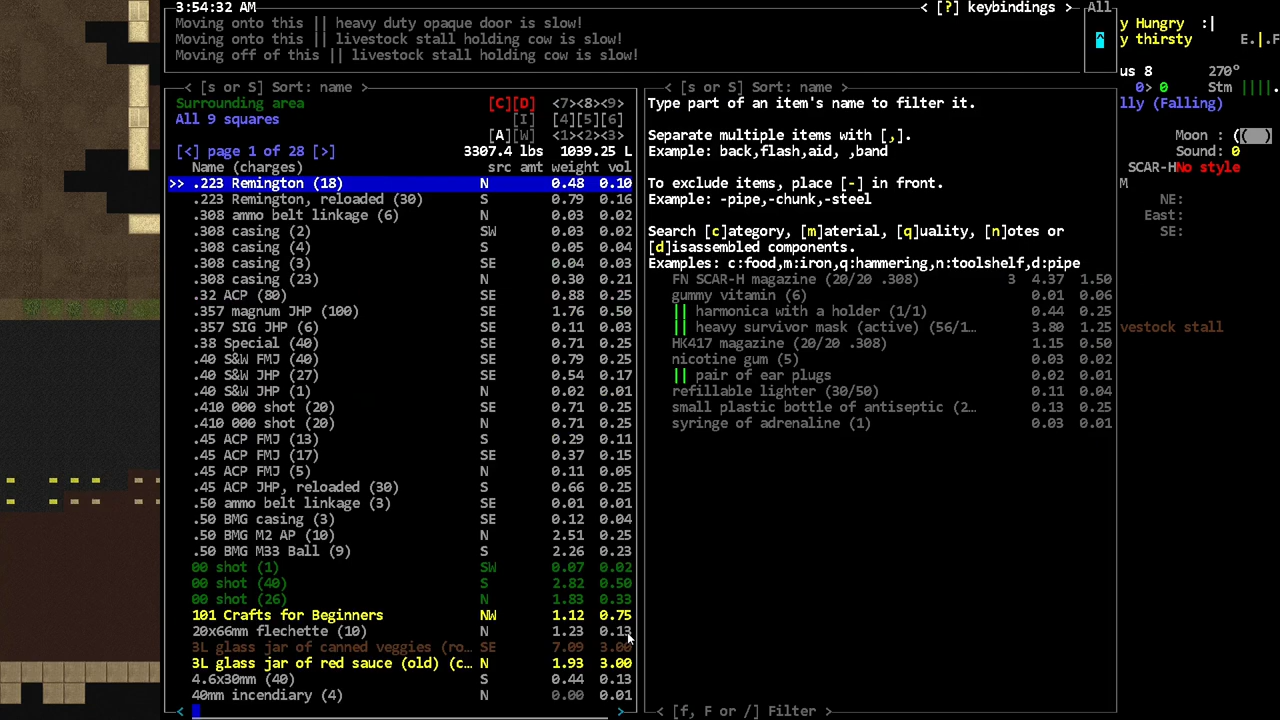 3:54:32 AM
< [?] keybindings >
All
Moving onto this || heavy duty opaque door is slow!
Moving onto this || livestock stall holding cow is slow!
Moving off of this || livestock stall holding cow is slow!
^
y Hungry :|
y thirsty E.|.F
us 8 270°
0> 0 Stm ||||.
lly (Falling)
Moon : (( )
Sound: 0
SCAR-HNo style
M
NE:
East:
SE:
vestock stall
< [s or S] Sort: name >
Surrounding area [C][D] <7><8><9>
All 9 squares [I] [4][5][6]
[A][W] <1><2><3>
[<] page 1 of 28 [>] 3307.4 lbs 1039.25 L
Name (charges) src amt weight vol
>> .223 Remington (18) N 0.48 0.10
.223 Remington, reloaded (30) S 0.79 0.16
.308 ammo belt linkage (6) N 0.03 0.02
.308 casing (2) SW 0.03 0.02
.308 casing (4) S 0.05 0.04
.308 casing (3) SE 0.04 0.03
.308 casing (23) N 0.30 0.21
.32 ACP (80) SE 0.88 0.25
.357 magnum JHP (100) SE 1.76 0.50
.357 SIG JHP (6) SE 0.11 0.03
.38 Special (40) SE 0.71 0.25
.40 S&W FMJ (40) SE 0.79 0.25
.40 S&W JHP (27) SE 0.54 0.17
.40 S&W JHP (1) N 0.02 0.01
.410 000 shot (20) SE 0.71 0.25
.410 000 shot (20) N 0.71 0.25
.45 ACP FMJ (13) S 0.29 0.11
.45 ACP FMJ (17) SE 0.37 0.15
.45 ACP FMJ (5) N 0.11 0.05
.45 ACP JHP, reloaded (30) S 0.66 0.25
.50 ammo belt linkage (3) SE 0.01 0.01
.50 BMG casing (3) SE 0.12 0.04
.50 BMG M2 AP (10) N 2.51 0.25
.50 BMG M33 Ball (9) S 2.26 0.23
00 shot (1) SW 0.07 0.02
00 shot (40) S 2.82 0.50
00 shot (26) N 1.83 0.33
101 Crafts for Beginners NW 1.12 0.75
20x66mm flechette (10) N 1.23 0.13
3L glass jar of canned veggies (ro… SE 7.09 3.00
3L glass jar of red sauce (old) (c… N 1.93 3.00
4.6x30mm (40) S 0.44 0.13
40mm incendiary (4) N 0.00 0.01
< >
< [s or S] Sort: name >
Type part of an item's name to filter it.
Separate multiple items with [,].
Example: back,flash,aid, ,band
To exclude items, place [-] in front.
Example: -pipe,-chunk,-steel
Search [c]ategory, [m]aterial, [q]uality, [n]otes or
[d]isassembled components.
Examples: c:food,m:iron,q:hammering,n:toolshelf,d:pipe
FN SCAR-H magazine (20/20 .308) 3 4.37 1.50
gummy vitamin (6) 0.01 0.06
|| harmonica with a holder (1/1) 0.44 0.25
|| heavy survivor mask (active) (56/1… 3.80 1.25
HK417 magazine (20/20 .308) 1.15 0.50
nicotine gum (5) 0.03 0.02
|| pair of ear plugs 0.02 0.01
refillable lighter (30/50) 0.11 0.04
small plastic bottle of antiseptic (2… 0.13 0.25
syringe of adrenaline (1) 0.03 0.01
< [f, F or /] Filter >